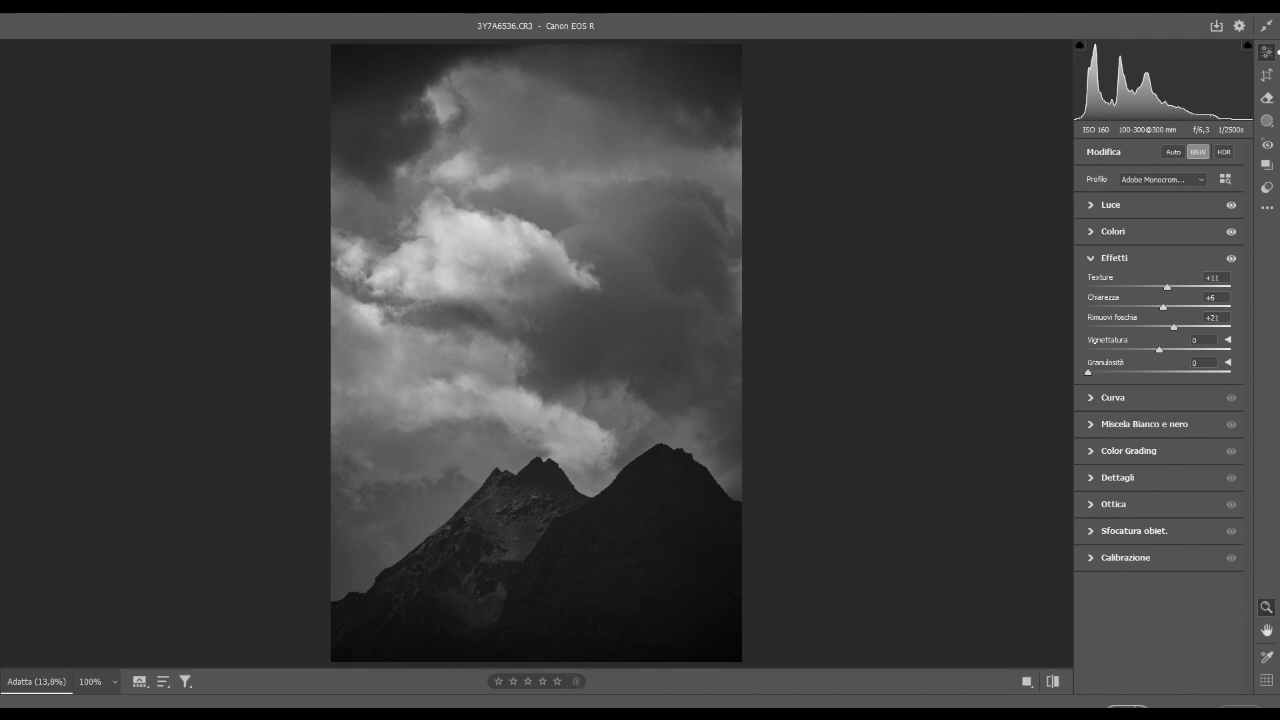 3Y7A6536.CR3 - Canon EOS R
ISO 160 100-300@300 mm f/6,3 1/2500s
Modifica Auto B&W HDR
Profilo Adobe Monocrom...
Luce
Colori
Effetti
Texture +11
Chiarezza +6
Rimuovi foschia +21
Vignettatura 0
Granulosità 0
Curva
Miscela Bianco e nero
Color Grading
Dettagli
Ottica
Sfocatura obiet.
Calibrazione
Adatta (13,8%) 100%